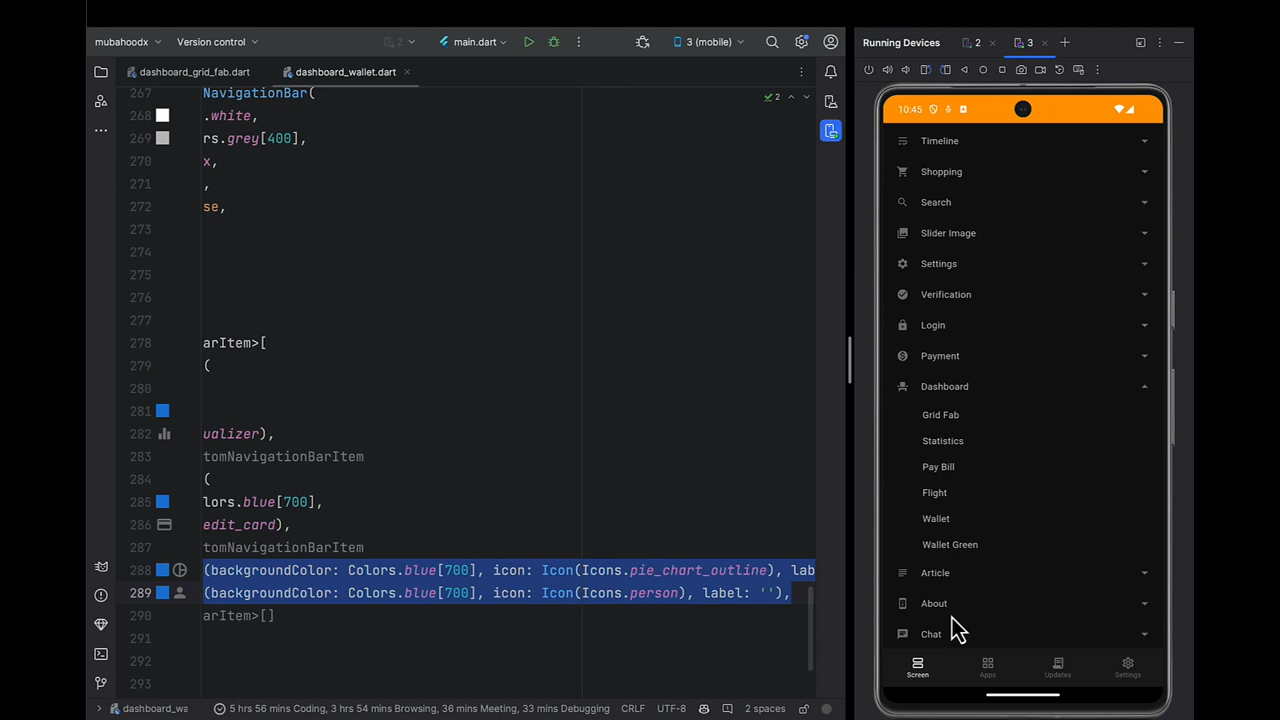 mubahoodx Version control 2 main.dart 3 (mobile)
dashboard_grid_fab.dart dashboard_wallet.dart
267 NavigationBar(
2
268 .white,
269 rs.grey[400],
270 x,
271 ,
272 se,
273
274
275
276
277
278 arItem>[
279 (
280
281
282 ualizer),
283 tomNavigationBarItem
284 (
285 lors.blue[700],
286 edit_card),
287 tomNavigationBarItem
288 (backgroundColor: Colors.blue[700], icon: Icon(Icons.pie_chart_outline), lab
289 (backgroundColor: Colors.blue[700], icon: Icon(Icons.person), label: ''),
290 arItem>[]
291
292
293
dashboard_wa 5 hrs 56 mins Coding, 3 hrs 54 mins Browsing, 36 mins Meeting, 33 mins Debugging CRLF UTF-8 2 spaces
Running Devices 2 3
10:45
Timeline
Shopping
Search
Slider Image
Settings
Verification
Login
Payment
Dashboard
Grid Fab
Statistics
Pay Bill
Flight
Wallet
Wallet Green
Article
About
Chat
Screen Apps Updates Settings